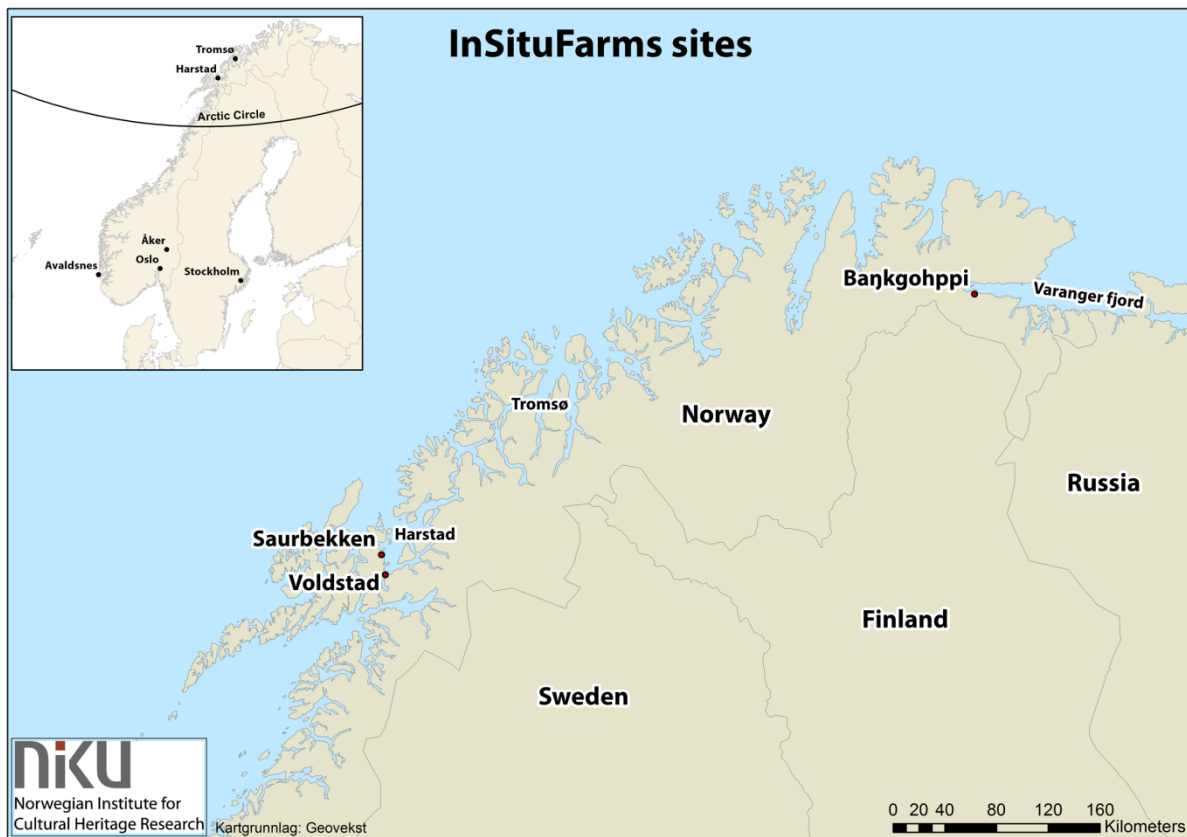 InSituFarms sites
Tromsø
Harstad
Arctic Circle
Åker
Oslo
Avaldsnes
Stockholm
Baŋkgohppi
Varanger fjord
Tromsø
Norway
Russia
Saurbekken
Harstad
Voldstad
Finland
Sweden
niku
Norwegian Institute for
Cultural Heritage Research
Kartgrunnlag: Geovekst
0 20 40 80 120 160
Kilometers